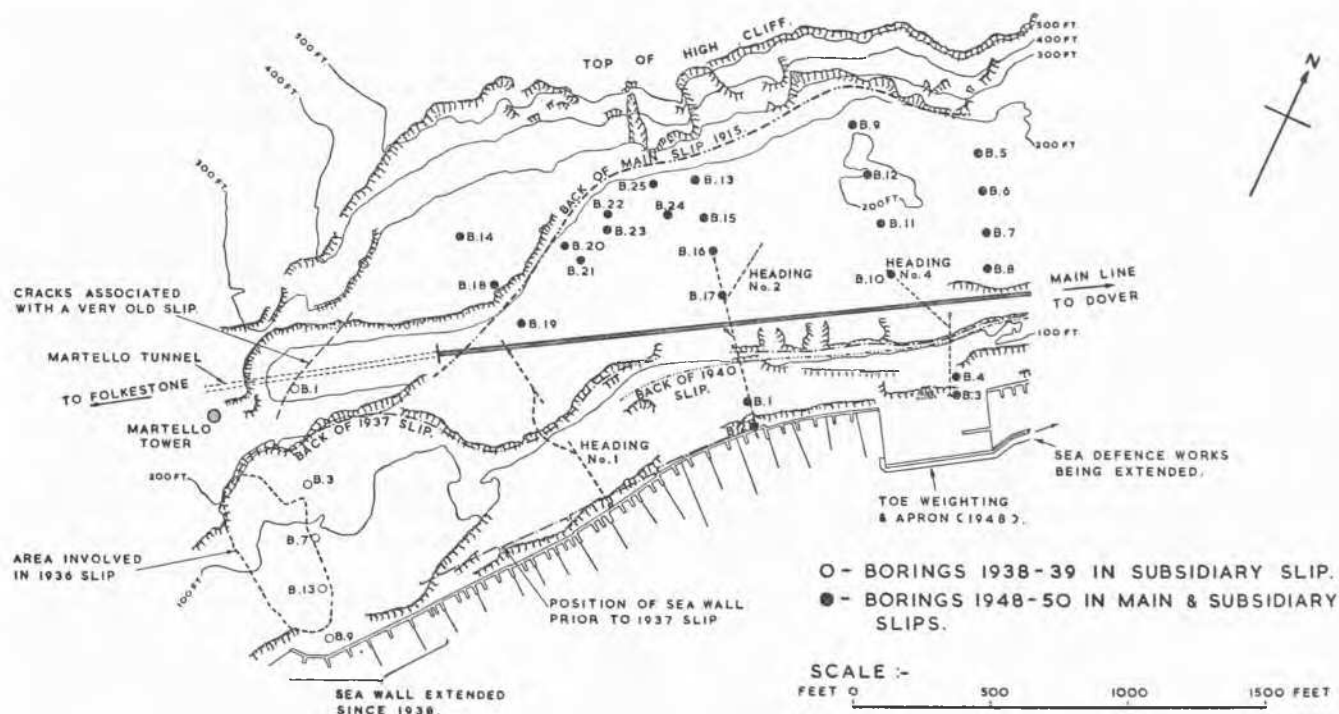 500 FT.
400 FT.
300 FT.
TOP OF HIGH CLIFF.
500 FT.
400 FT.
300 FT.
N
200 FT.
BACK OF MAIN SLIP 1915
B.9
B.5
B.12
B.6
200 FT.
B.11
B.7
B.8
B.25
B.13
B.22
B.24
B.15
B.23
B.14
B.20
B.21
B.16
HEADING
No. 2
B.10
HEADING
No. 4
MAIN LINE
TO DOVER
B.18
B.17
B.19
CRACKS ASSOCIATED
WITH A VERY OLD SLIP.
MARTELLO TUNNEL
TO FOLKESTONE
MARTELLO
TOWER
B.1
100 FT.
BACK OF 1940
SLIP.
B.4
B.3
B.1
BACK OF 1937 SLIP.
HEADING
No. 1
200 FT.
B.3
B.7
B.13
B.9
AREA INVOLVED
IN 1936 SLIP
100 FT.
SEA DEFENCE WORKS
BEING EXTENDED.
TOE WEIGHTING
& APRON (1948).
POSITION OF SEA WALL
PRIOR TO 1937 SLIP
SEA WALL EXTENDED
SINCE 1938.
O - BORINGS 1938-39 IN SUBSIDIARY SLIP.
● - BORINGS 1948-50 IN MAIN & SUBSIDIARY
SLIPS.
SCALE :-
FEET 0 500 1000 1500 FEET